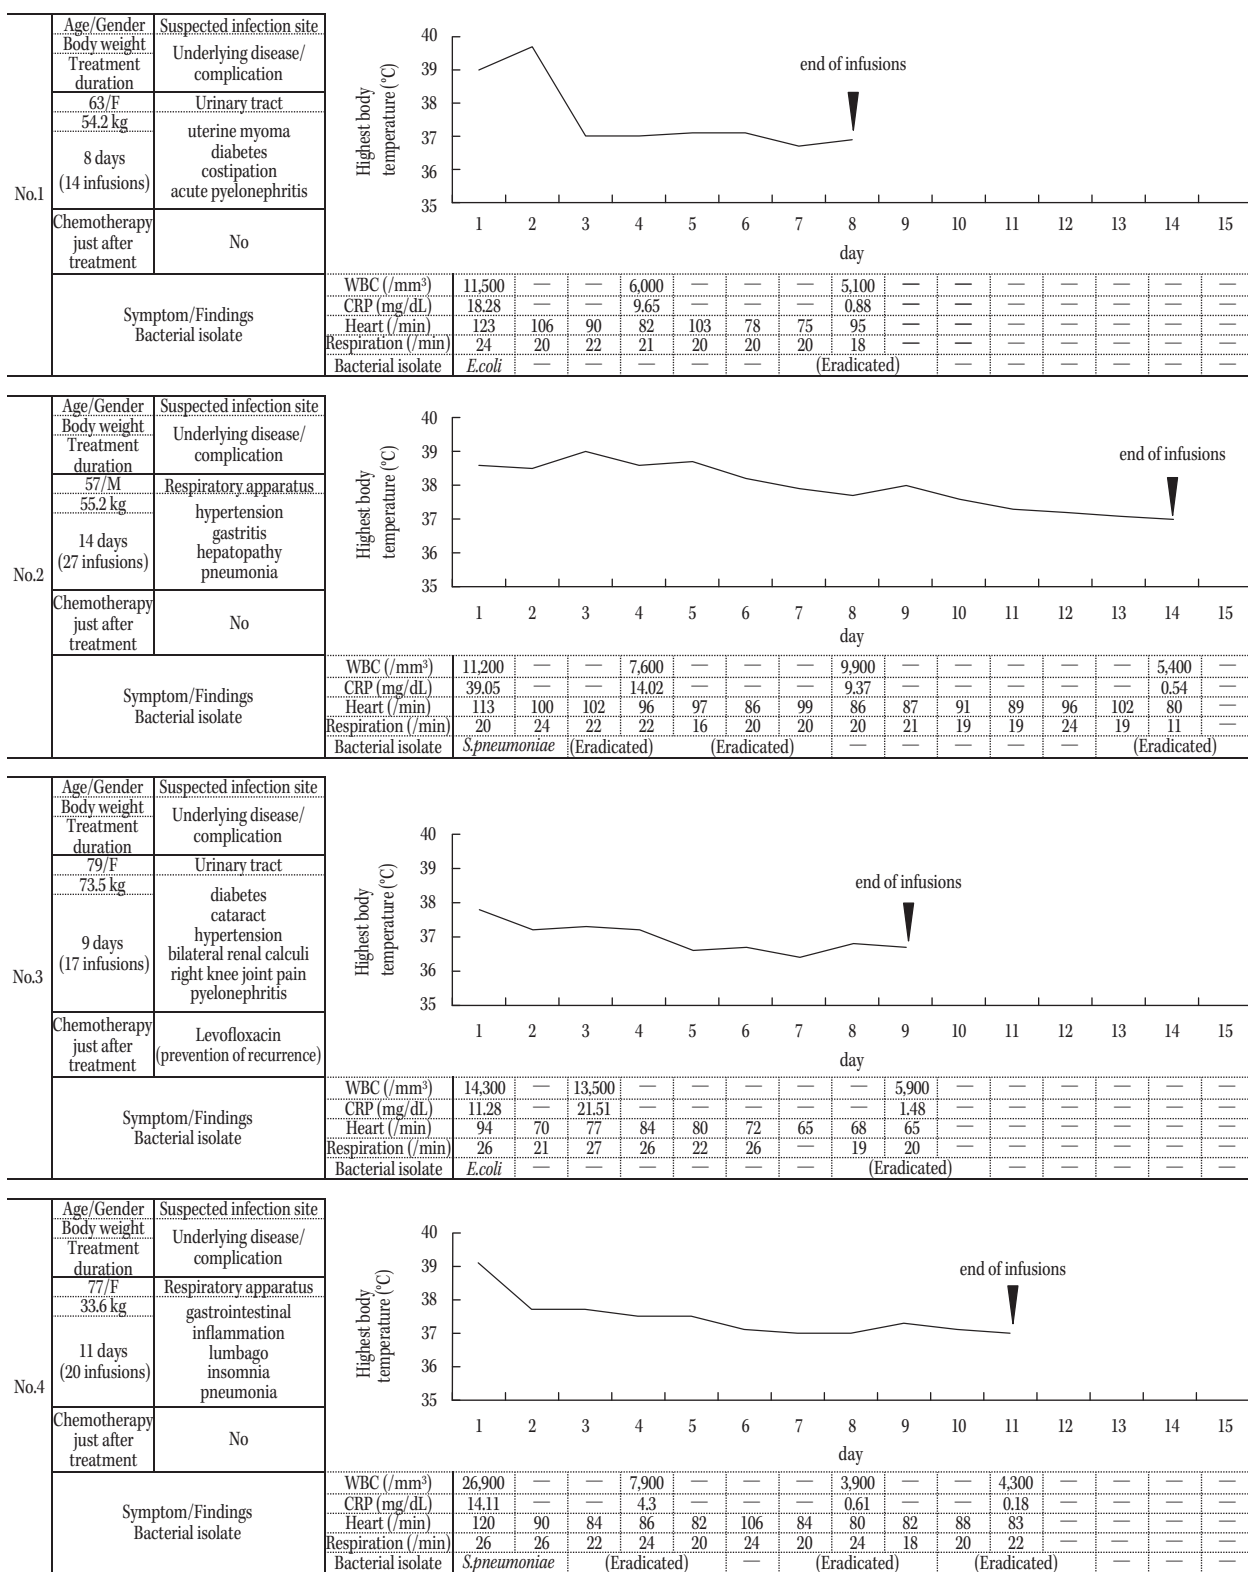 No.1
Age/Gender Suspected infection site
Body weight
Treatment duration
Underlying disease/
complication
63/F Urinary tract
54.2 kg
8 days
(14 infusions)
uterine myoma
diabetes
costipation
acute pyelonephritis
Chemotherapy
just after
treatment
No
Highest body
temperature (°C)
40
39
38
37
36
35
end of infusions
1 2 3 4 5 6 7 8 9 10 11 12 13 14 15
day
Symptom/Findings
Bacterial isolate
WBC (/mm³) 11,500 — — 6,000 — — — 5,100 — — — — — — —
CRP (mg/dL) 18.28 — — 9.65 — — — 0.88 — — — — — — —
Heart (/min) 123 106 90 82 103 78 75 95 — — — — — — —
Respiration (/min) 24 20 22 21 20 20 20 18 — — — — — — —
Bacterial isolate E.coli — — — — — — (Eradicated) — — — — — —
No.2
Age/Gender Suspected infection site
Body weight
Treatment
duration
Underlying disease/
complication
57/M Respiratory apparatus
55.2 kg
14 days
(27 infusions)
hypertension
gastritis
hepatopathy
pneumonia
Chemotherapy
just after
treatment
No
Highest body
temperature (°C)
40
39
38
37
36
35
end of infusions
1 2 3 4 5 6 7 8 9 10 11 12 13 14 15
day
Symptom/Findings
Bacterial isolate
WBC (/mm³) 11,200 — — 7,600 — — — 9,900 — — — — — 5,400 —
CRP (mg/dL) 39.05 — — 14.02 — — — 9.37 — — — — — 0.54 —
Heart (/min) 113 100 102 96 97 86 99 86 87 91 89 96 102 80 —
Respiration (/min) 20 24 22 22 16 20 20 20 21 19 19 24 19 11 —
Bacterial isolate S.pneumoniae (Eradicated) (Eradicated) — — — — — (Eradicated)
No.3
Age/Gender Suspected infection site
Body weight
Treatment
duration
Underlying disease/
complication
79/F Urinary tract
73.5 kg
9 days
(17 infusions)
diabetes
cataract
hypertension
bilateral renal calculi
right knee joint pain
pyelonephritis
Chemotherapy
just after
treatment
Levofloxacin
(prevention of recurrence)
Highest body
temperature (°C)
40
39
38
37
36
35
end of infusions
1 2 3 4 5 6 7 8 9 10 11 12 13 14 15
day
Symptom/Findings
Bacterial isolate
WBC (/mm³) 14,300 — 13,500 — — — — — 5,900 — — — — — —
CRP (mg/dL) 11.28 — 21.51 — — — — — 1.48 — — — — — —
Heart (/min) 94 70 77 84 80 72 65 68 65 — — — — — —
Respiration (/min) 26 21 27 26 22 26 — 19 20 — — — — — —
Bacterial isolate E.coli — — — — — — (Eradicated) — — — — —
No.4
Age/Gender Suspected infection site
Body weight
Treatment
duration
Underlying disease/
complication
77/F Respiratory apparatus
33.6 kg
11 days
(20 infusions)
gastrointestinal
inflammation
lumbago
insomnia
pneumonia
Chemotherapy
just after
treatment
No
Highest body
temperature (°C)
40
39
38
37
36
35
end of infusions
1 2 3 4 5 6 7 8 9 10 11 12 13 14 15
day
Symptom/Findings
Bacterial isolate
WBC (/mm³) 26,900 — — 7,900 — — — 3,900 — — 4,300 — — — —
CRP (mg/dL) 14.11 — — 4.3 — — — 0.61 — — 0.18 — — — —
Heart (/min) 120 90 84 86 82 106 84 80 82 88 83 — — — —
Respiration (/min) 26 26 22 24 20 24 20 24 18 20 22 — — — —
Bacterial isolate S.pneumoniae (Eradicated) — (Eradicated) (Eradicated) — — —